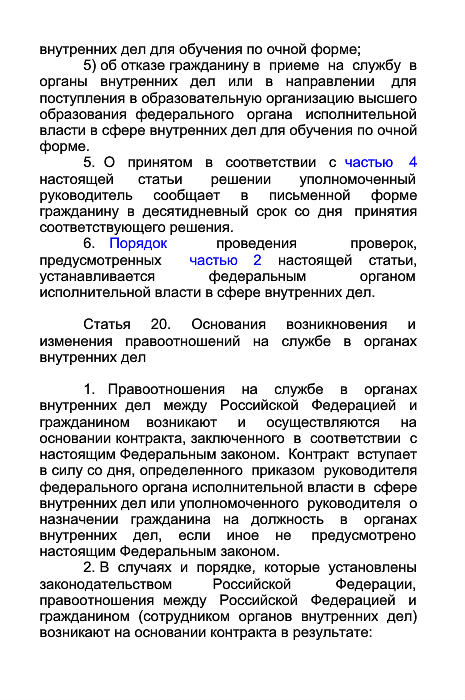 внутренних дел для обучения по очной форме;
5) об отказе гражданину в приеме на службу в
органы внутренних дел или в направлении для
поступления в образовательную организацию высшего
образования федерального органа исполнительной
власти в сфере внутренних дел для обучения по очной
форме.
5. О принятом в соответствии с частью 4
настоящей статьи решении уполномоченный
руководитель сообщает в письменной форме
гражданину в десятидневный срок со дня принятия
соответствующего решения.
6. Порядок проведения проверок,
предусмотренных частью 2 настоящей статьи,
устанавливается федеральным органом
исполнительной власти в сфере внутренних дел.
Статья 20. Основания возникновения и
изменения правоотношений на службе в органах
внутренних дел
1. Правоотношения на службе в органах
внутренних дел между Российской Федерацией и
гражданином возникают и осуществляются на
основании контракта, заключенного в соответствии с
настоящим Федеральным законом. Контракт вступает
в силу со дня, определенного приказом руководителя
федерального органа исполнительной власти в сфере
внутренних дел или уполномоченного руководителя о
назначении гражданина на должность в органах
внутренних дел, если иное не предусмотрено
настоящим Федеральным законом.
2. В случаях и порядке, которые установлены
законодательством Российской Федерации,
правоотношения между Российской Федерацией и
гражданином (сотрудником органов внутренних дел)
возникают на основании контракта в результате: